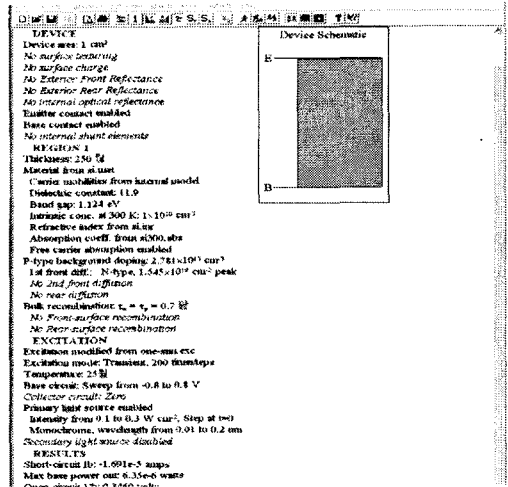 DEVICE
Device area: 1 cm²
No surface texturing
No surface charge
No Exterior Front Reflectance
No Exterior Rear Reflectance
No internal optical reflectance
Emitter contact enabled
Base contact enabled
No internal shunt elements
REGION 1
Thickness: 250
Material from si.mat
Carrier mobilities from internal model
Dielectric constant: 11.9
Band gap: 1.124 eV
Intrinsic conc. at 300 K: 1×10¹⁰ cm⁻³
Refractive index from si.inr
Absorption coeff. from si300.abs
Free carrier absorption enabled
P-type background doping: cm⁻³
1st front diff.: N-type, cm⁻³ peak
No 2nd front diffusion
No rear diffusion
Bulk recombination: τₙ = τₚ = 0.7
No Front-surface recombination
No Rear-surface recombination
EXCITATION
Excitation modified from one-sun.exc
Excitation mode: Transient, 200 timesteps
Temperature: 25
Base circuit: Sweep from -0.8 to 0.8 V
Collector circuit: Zero
Primary light source enabled
Intensity from 0.1 to 0.3 W cm⁻², Step at t=0
Monochrome, wavelength from 0.01 to 0.2 nm
Secondary light source disabled
RESULTS
Short-circuit Ib: -1.691e-5 amps
Max base power out: 6.35e-6 watts
Device Schematic
E
B